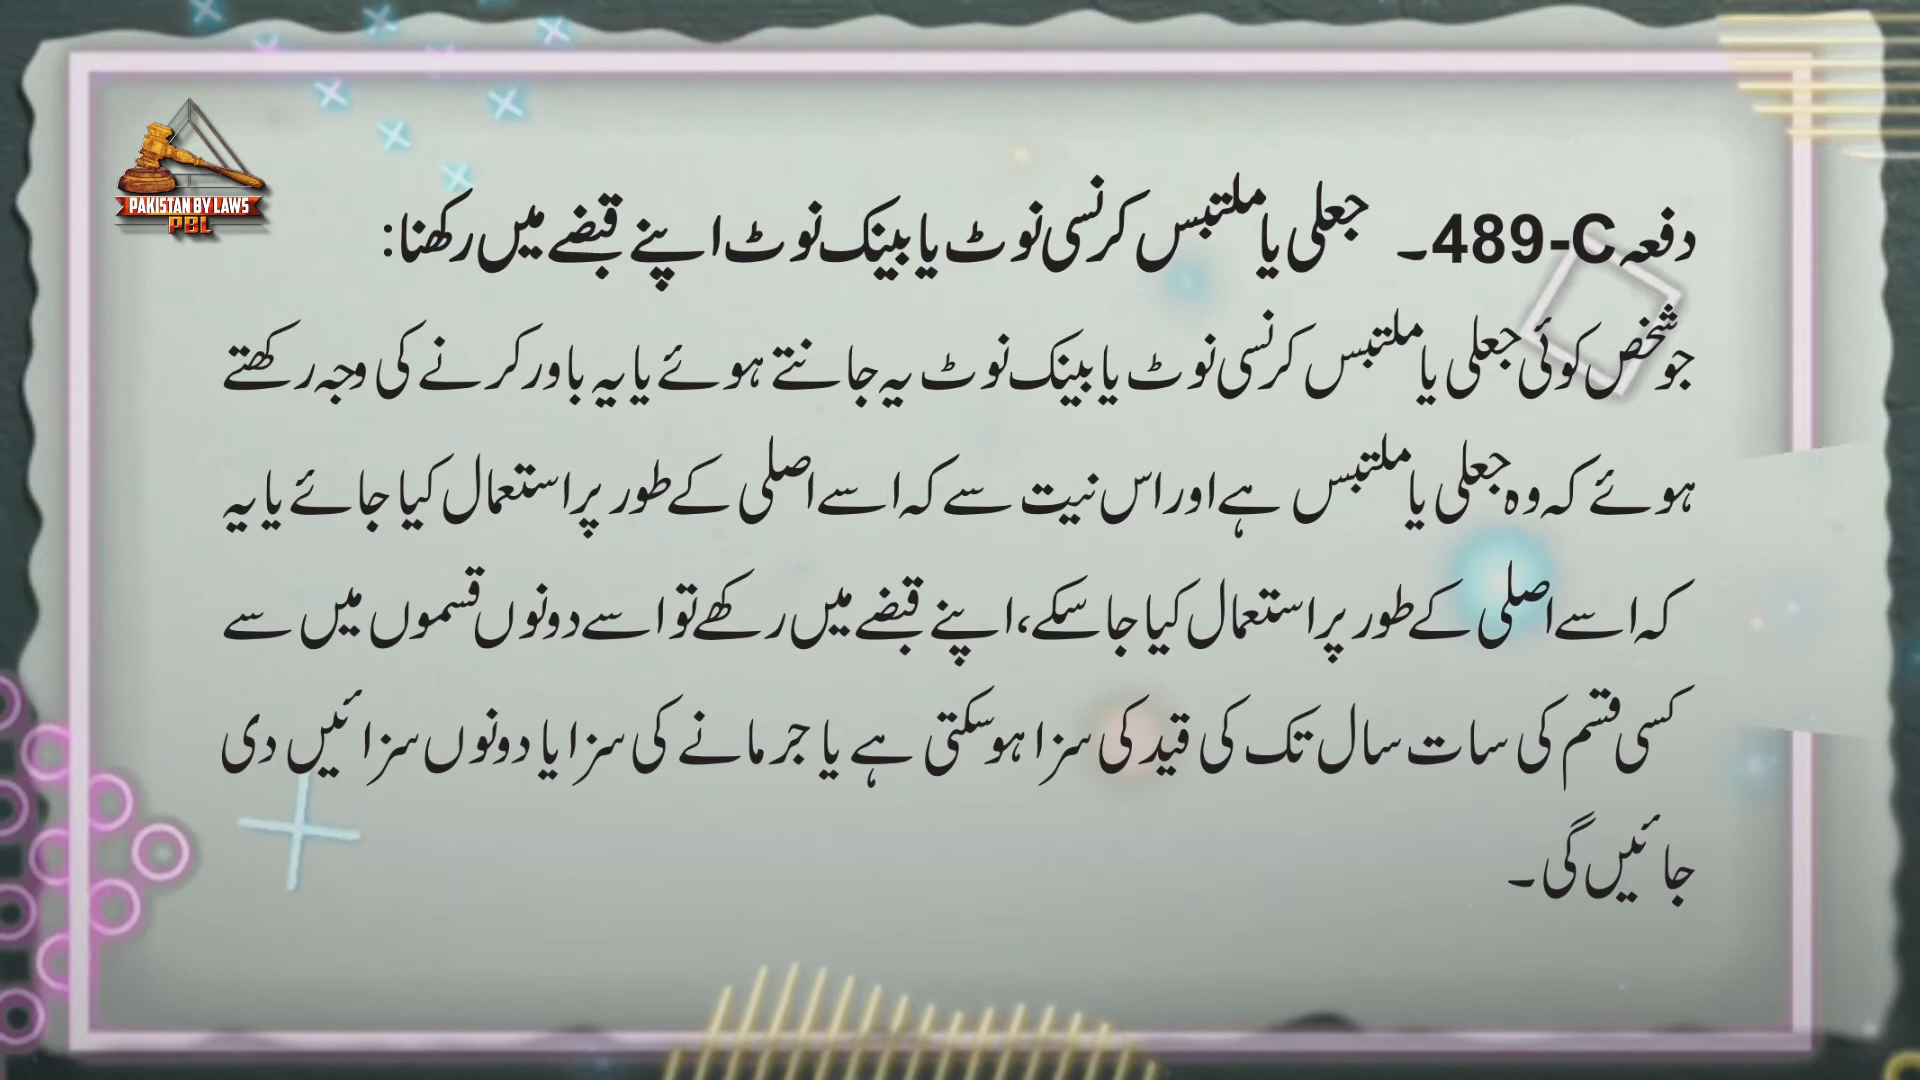 PAKISTAN BY LAWS
PBL
دفعہ 489-C۔ جعلی یا ملتبس کرنسی نوٹ یا بینک نوٹ اپنے قبضے میں رکھنا:
جو شخص کوئی جعلی یا ملتبس کرنسی نوٹ یا بینک نوٹ یہ جانتے ہوئے یا یہ باور کرنے کی وجہ رکھتے
ہوئے کہ وہ جعلی یا ملتبس ہے اور اس نیت سے کہ اسے اصلی کے طور پر استعمال کیا جائے یا یہ
کہ اسے اصلی کے طور پر استعمال کیا جا سکے، اپنے قبضے میں رکھے تو اسے دونوں قسموں میں سے
کسی قسم کی سات سال تک کی قید کی سزا ہو سکتی ہے یا جرمانے کی سزا یا دونوں سزائیں دی
جائیں گی۔